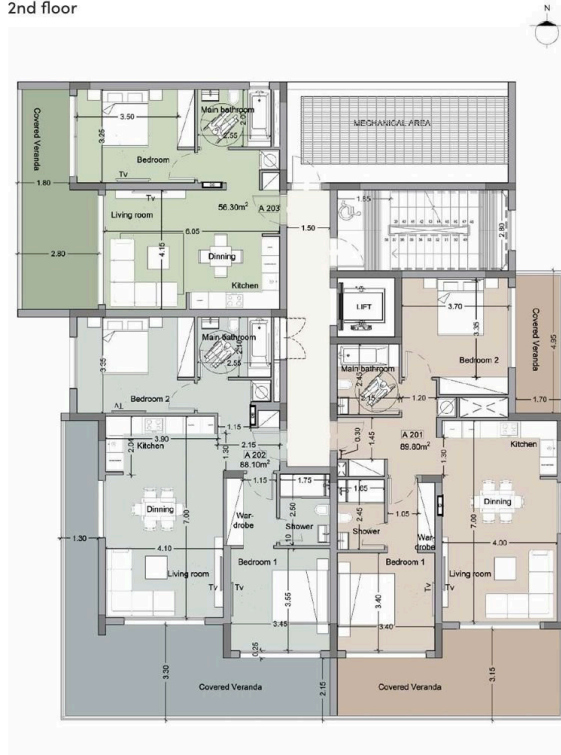 2nd floor
N
Covered Veranda
3.50
3.25
Main bathroom
2.55
Bedroom
Tv
MECHANICAL AREA
1.80
Tv
Living room
56.30m²
A 203
6.05
4.15
Dinning
Kitchen
2.80
1.50
1.55
2.80
LIFT
3.70
3.35
Bedroom 2
Covered Veranda
4.95
1.70
3.35
Main bathroom
2.55
Bedroom 2
TV
Main bathroom
2.45
2.15
1.20
1.15
Kitchen
3.90
2.04
1.30
2.15
A 202
88.10m²
0.30
1.45
A 201
89.80m²
1.30
Kitchen
1.15
1.75
1.65
1.05
Dinning
7.00
War-
drobe
2.50
Shower
2.45
Shower
War-
drobe
Dinning
7.00
1.30
4.10
4.00
Living room
Tv
Bedroom 1
Tv
3.55
3.45
Bedroom 1
3.40
3.40
Tv
Tv
Living room
0.25
3.30
Covered Veranda
2.15
Covered Veranda
3.15